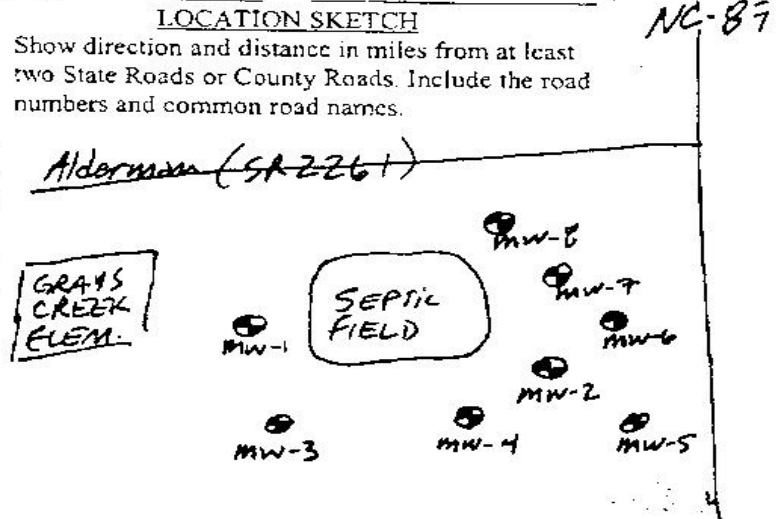 LOCATION SKETCH
NC-87
Show direction and distance in miles from at least
two State Roads or County Roads. Include the road
numbers and common road names.
Alderman (SR2261)
MW-8
GRAYS
CREEK
ELEM.
SEPTIC
FIELD
MW-7
MW-1
MW-6
MW-2
MW-3
MW-4
MW-5